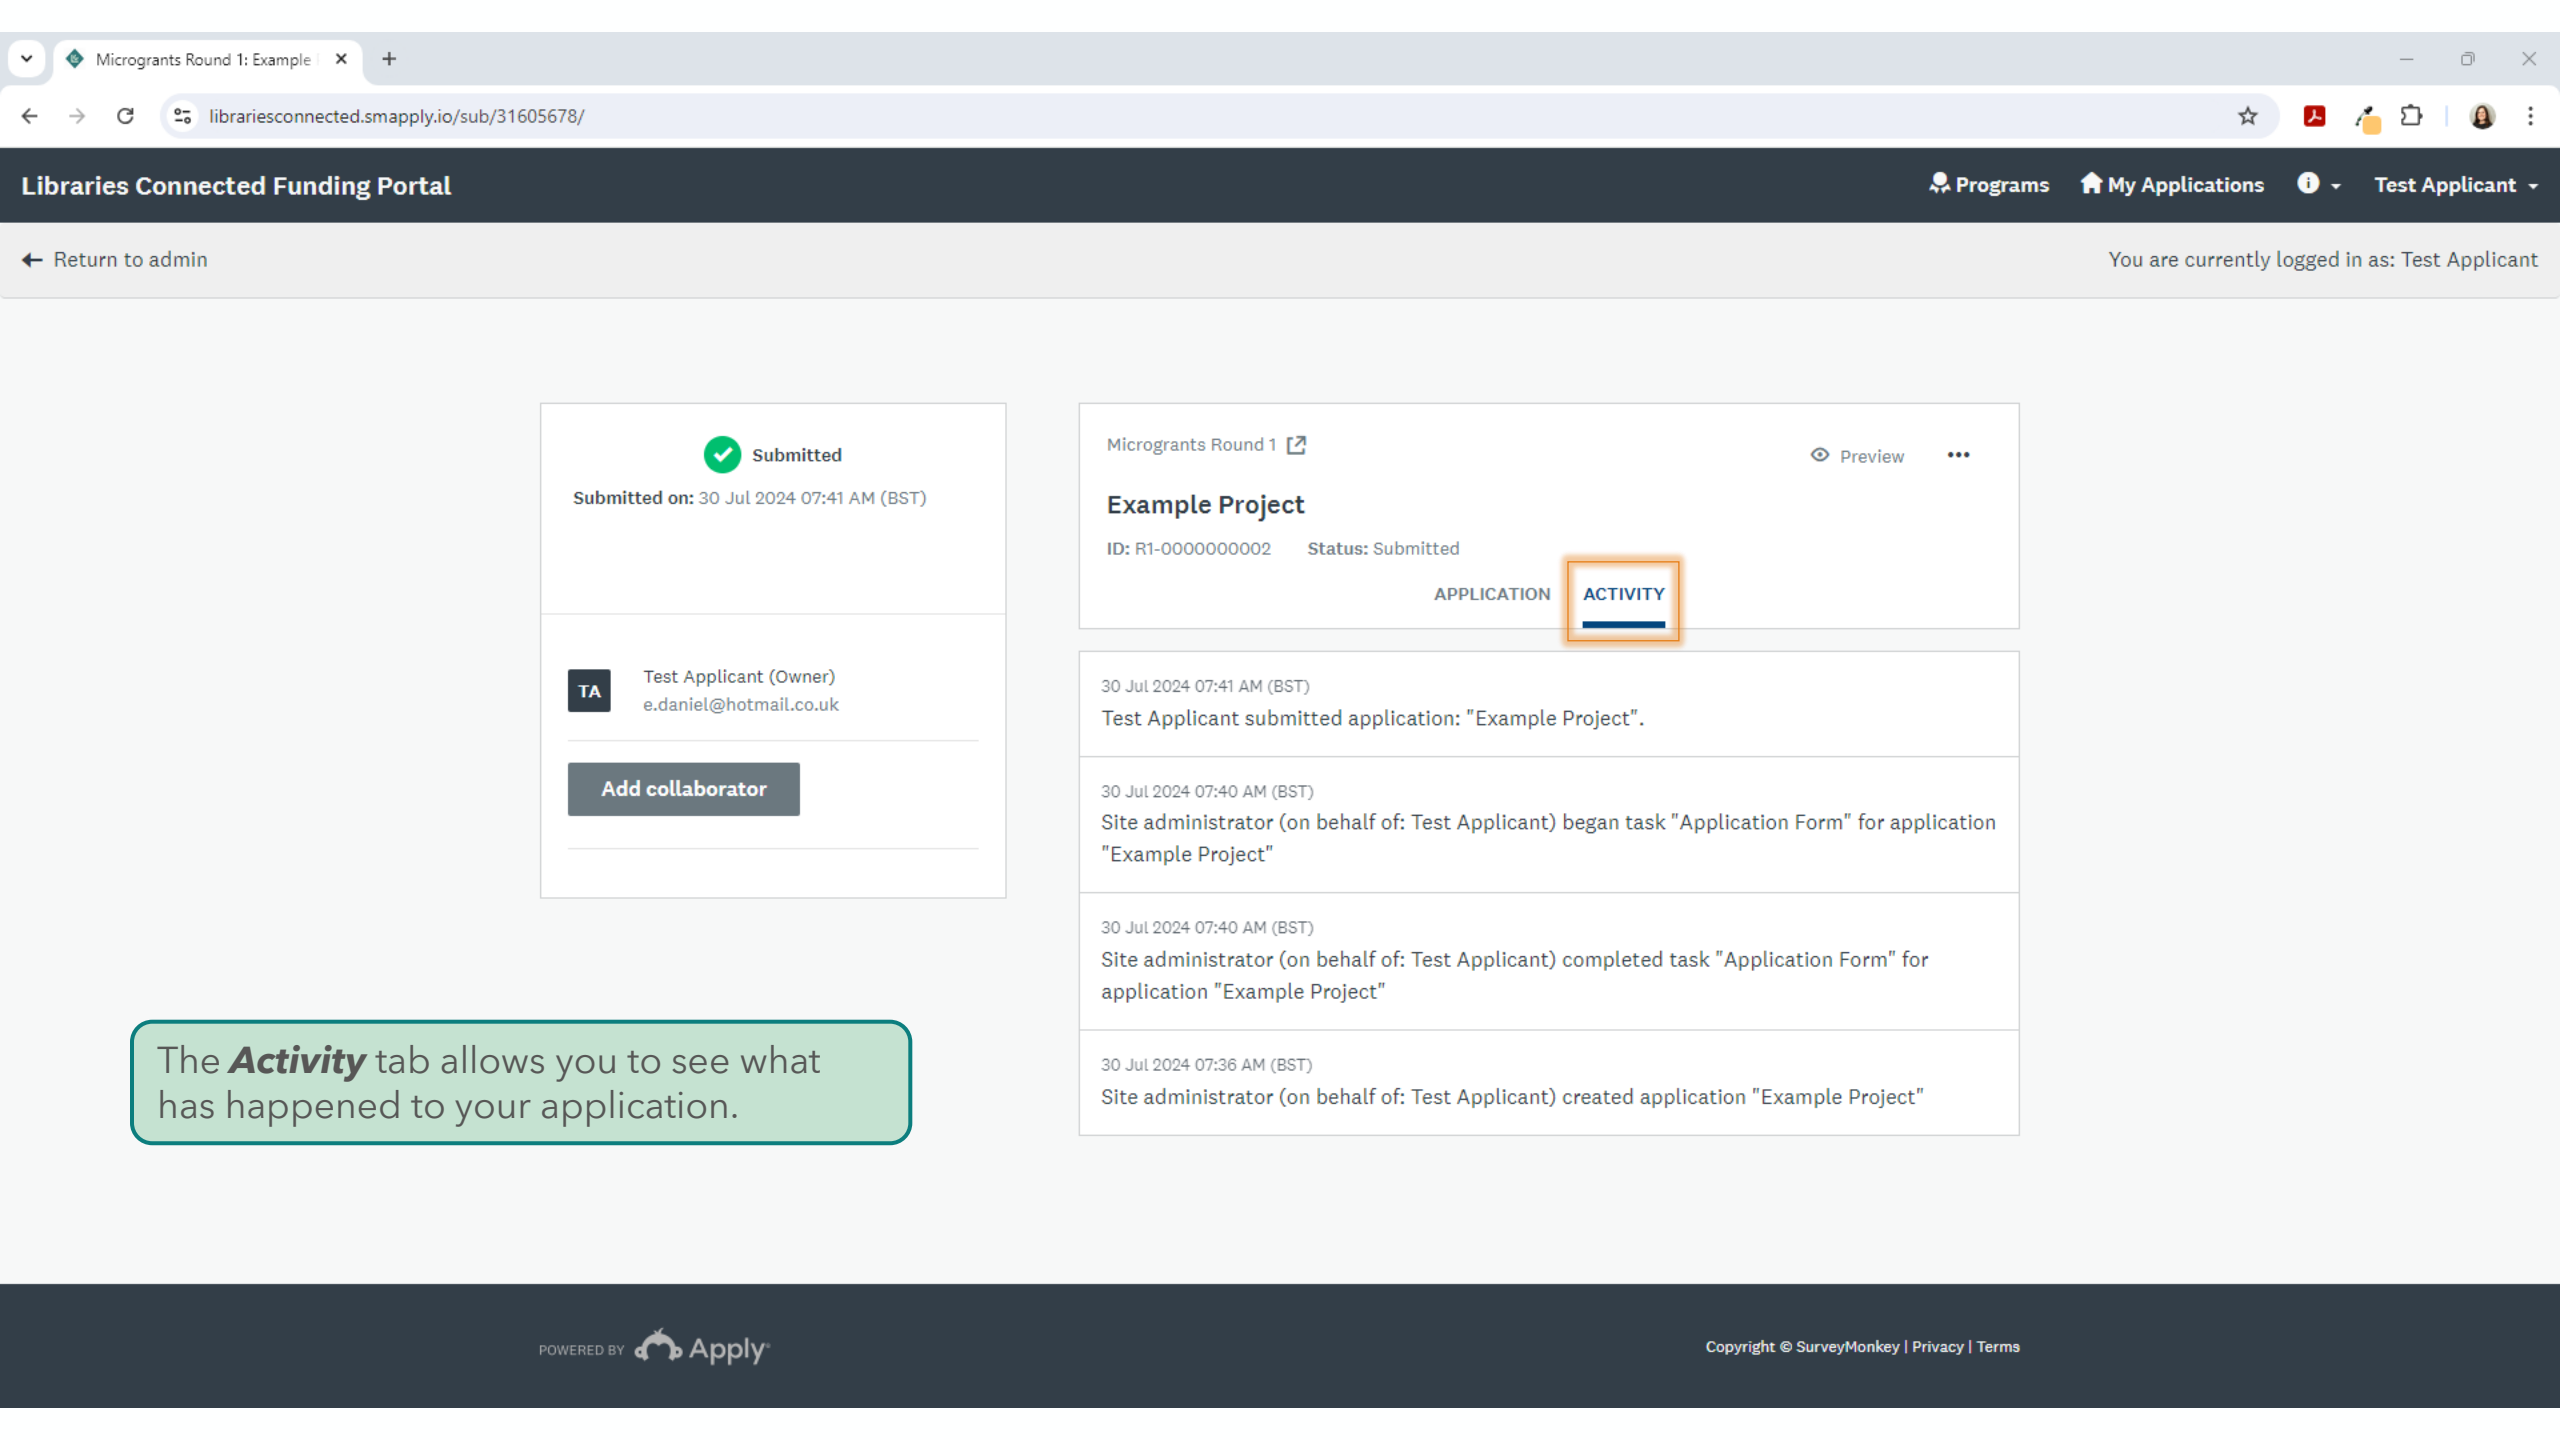 Microgrants Round 1: Example
librariesconnected.smapply.io/sub/31605678/
Libraries Connected Funding Portal
Programs
My Applications
Test Applicant
Return to admin
You are currently logged in as: Test Applicant
Submitted
Submitted on: 30 Jul 2024 07:41 AM (BST)
TA
Test Applicant (Owner)
e.daniel@hotmail.co.uk
Add collaborator
Microgrants Round 1
Preview
Example Project
ID: R1-0000000002 Status: Submitted
APPLICATION ACTIVITY
30 Jul 2024 07:41 AM (BST)
Test Applicant submitted application: "Example Project".
30 Jul 2024 07:40 AM (BST)
Site administrator (on behalf of: Test Applicant) began task "Application Form" for application
"Example Project"
30 Jul 2024 07:40 AM (BST)
Site administrator (on behalf of: Test Applicant) completed task "Application Form" for
application "Example Project"
30 Jul 2024 07:36 AM (BST)
Site administrator (on behalf of: Test Applicant) created application "Example Project"
The Activity tab allows you to see what
has happened to your application.
POWERED BY Apply
Copyright © SurveyMonkey | Privacy | Terms